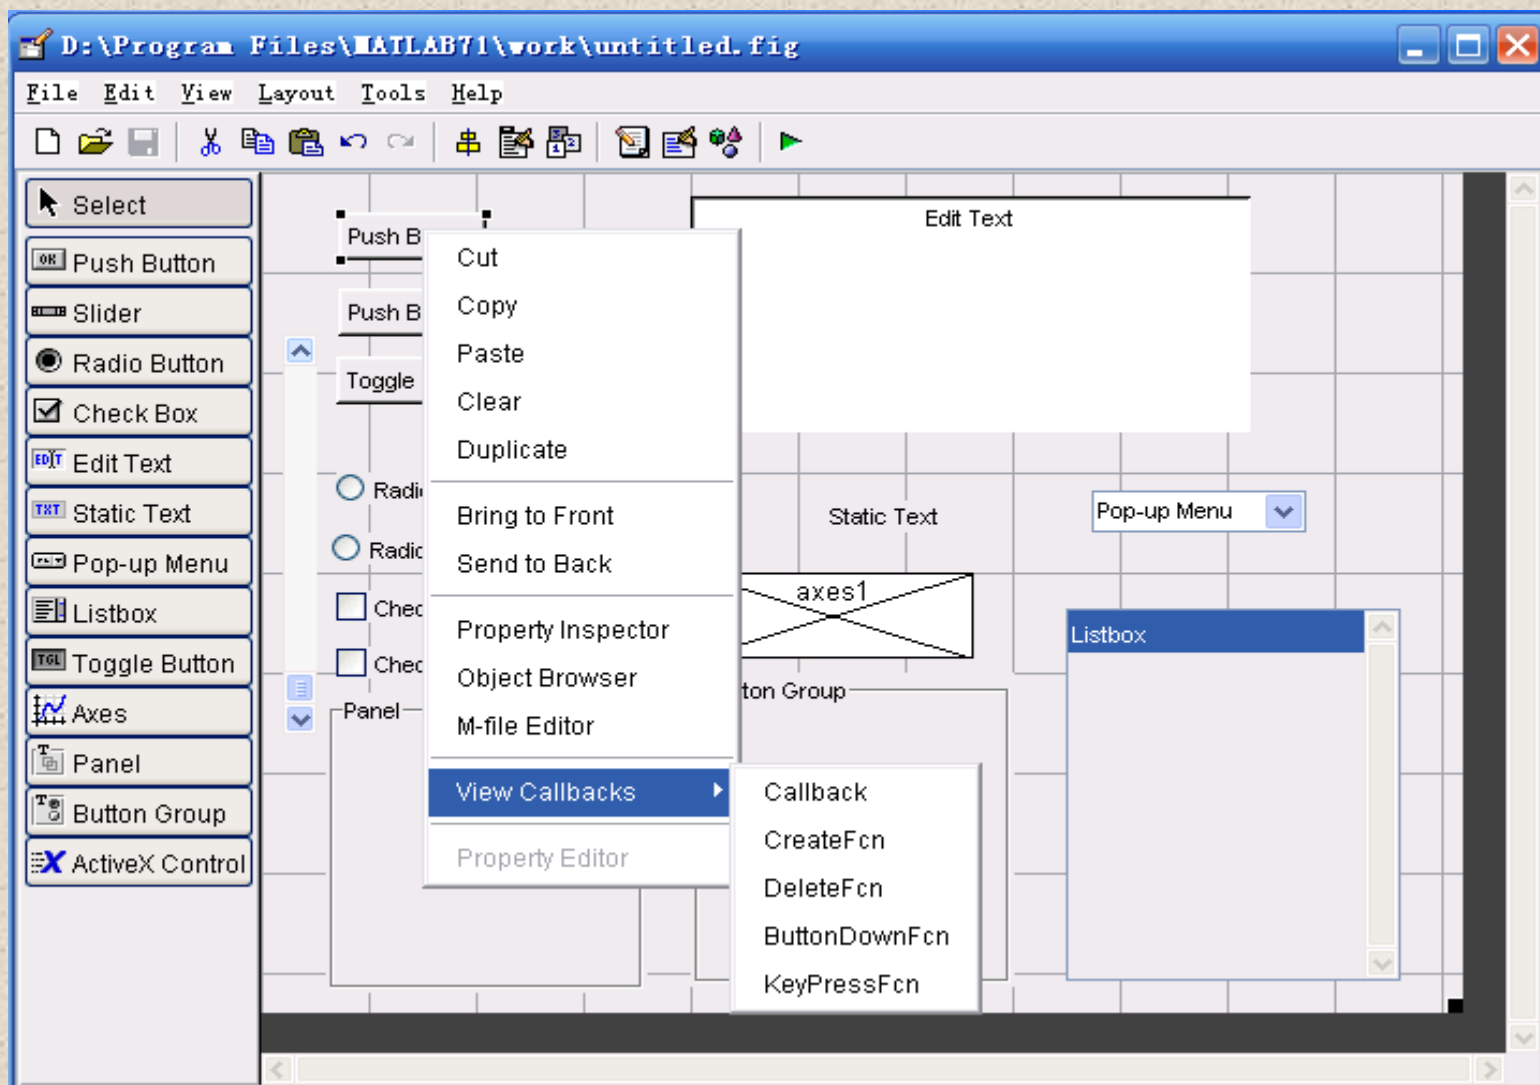 D:\Program Files\MATLAB71\work\untitled.fig
File Edit View Layout Tools Help
Select
Push Button
Slider
Radio Button
Check Box
Edit Text
Static Text
Pop-up Menu
Listbox
Toggle Button
Axes
Panel
Button Group
ActiveX Control
Push B
Push B
Toggle
Radi
Radio
Chec
Chec
Panel
Edit Text
Static Text
Pop-up Menu
axes1
Listbox
ton Group
Cut
Copy
Paste
Clear
Duplicate
Bring to Front
Send to Back
Property Inspector
Object Browser
M-file Editor
View Callbacks
Property Editor
Callback
CreateFcn
DeleteFcn
ButtonDownFcn
KeyPressFcn